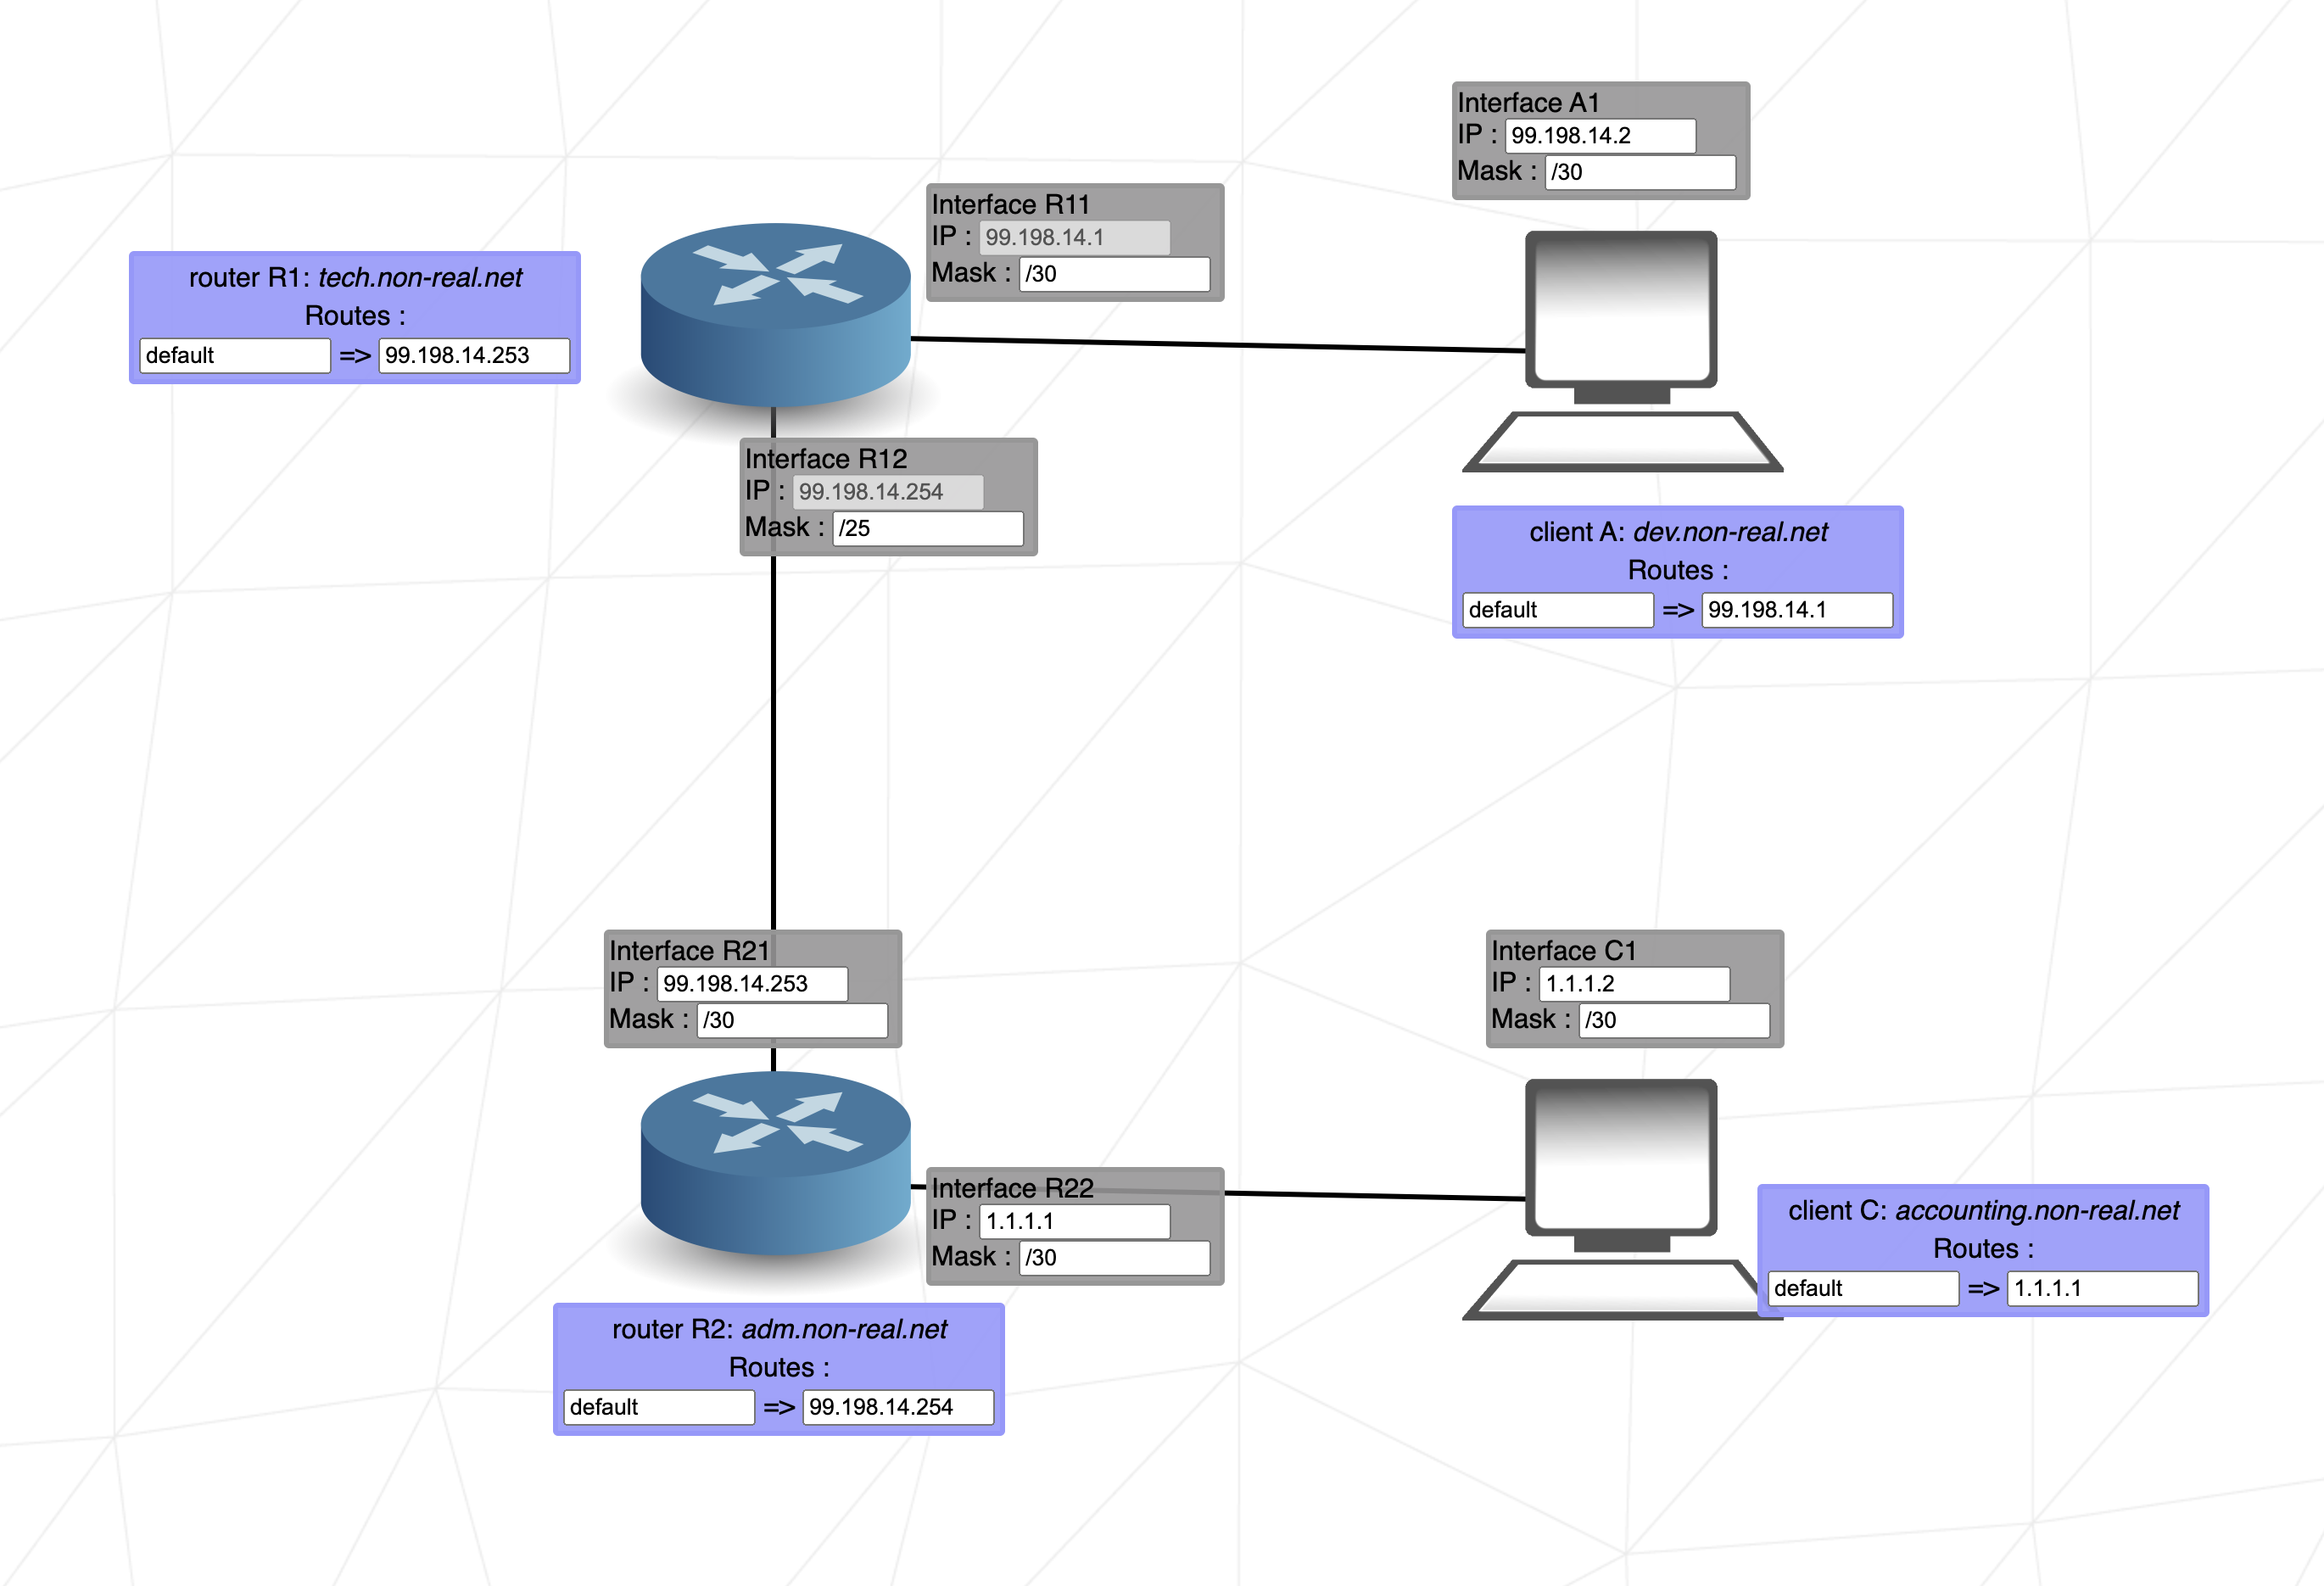 Interface A1
IP : 99.198.14.2
Mask : /30
Interface R11
IP : 99.198.14.1
Mask : /30
router R1: tech.non-real.net
Routes :
default => 99.198.14.253
Interface R12
IP : 99.198.14.254
Mask : /25
client A: dev.non-real.net
Routes :
default => 99.198.14.1
Interface R21
IP : 99.198.14.253
Mask : /30
Interface C1
IP : 1.1.1.2
Mask : /30
Interface R22
IP : 1.1.1.1
Mask : /30
client C: accounting.non-real.net
Routes :
default => 1.1.1.1
router R2: adm.non-real.net
Routes :
default => 99.198.14.254